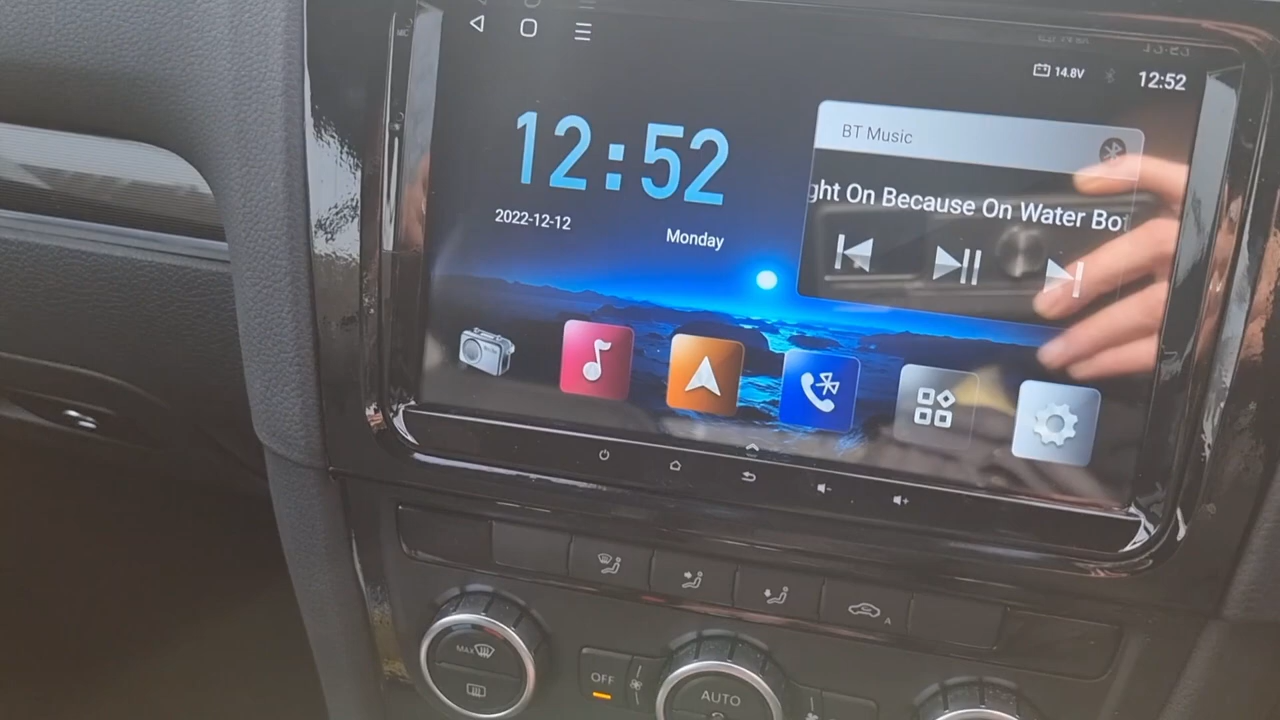 14.8V
12:52
12:52
2022-12-12
Monday
BT Music
ght On Because On Water Bo
MAX
OFF
AUTO
A